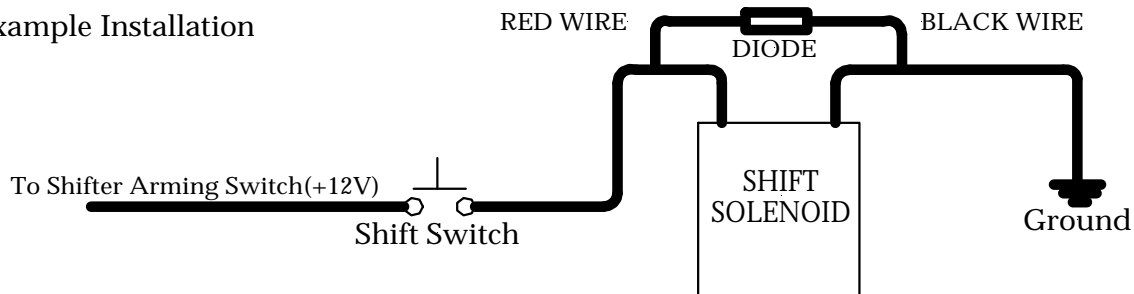 xample Installation
RED WIRE
BLACK WIRE
DIODE
To Shifter Arming Switch(+12V)
Shift Switch
SHIFT
SOLENOID
Ground